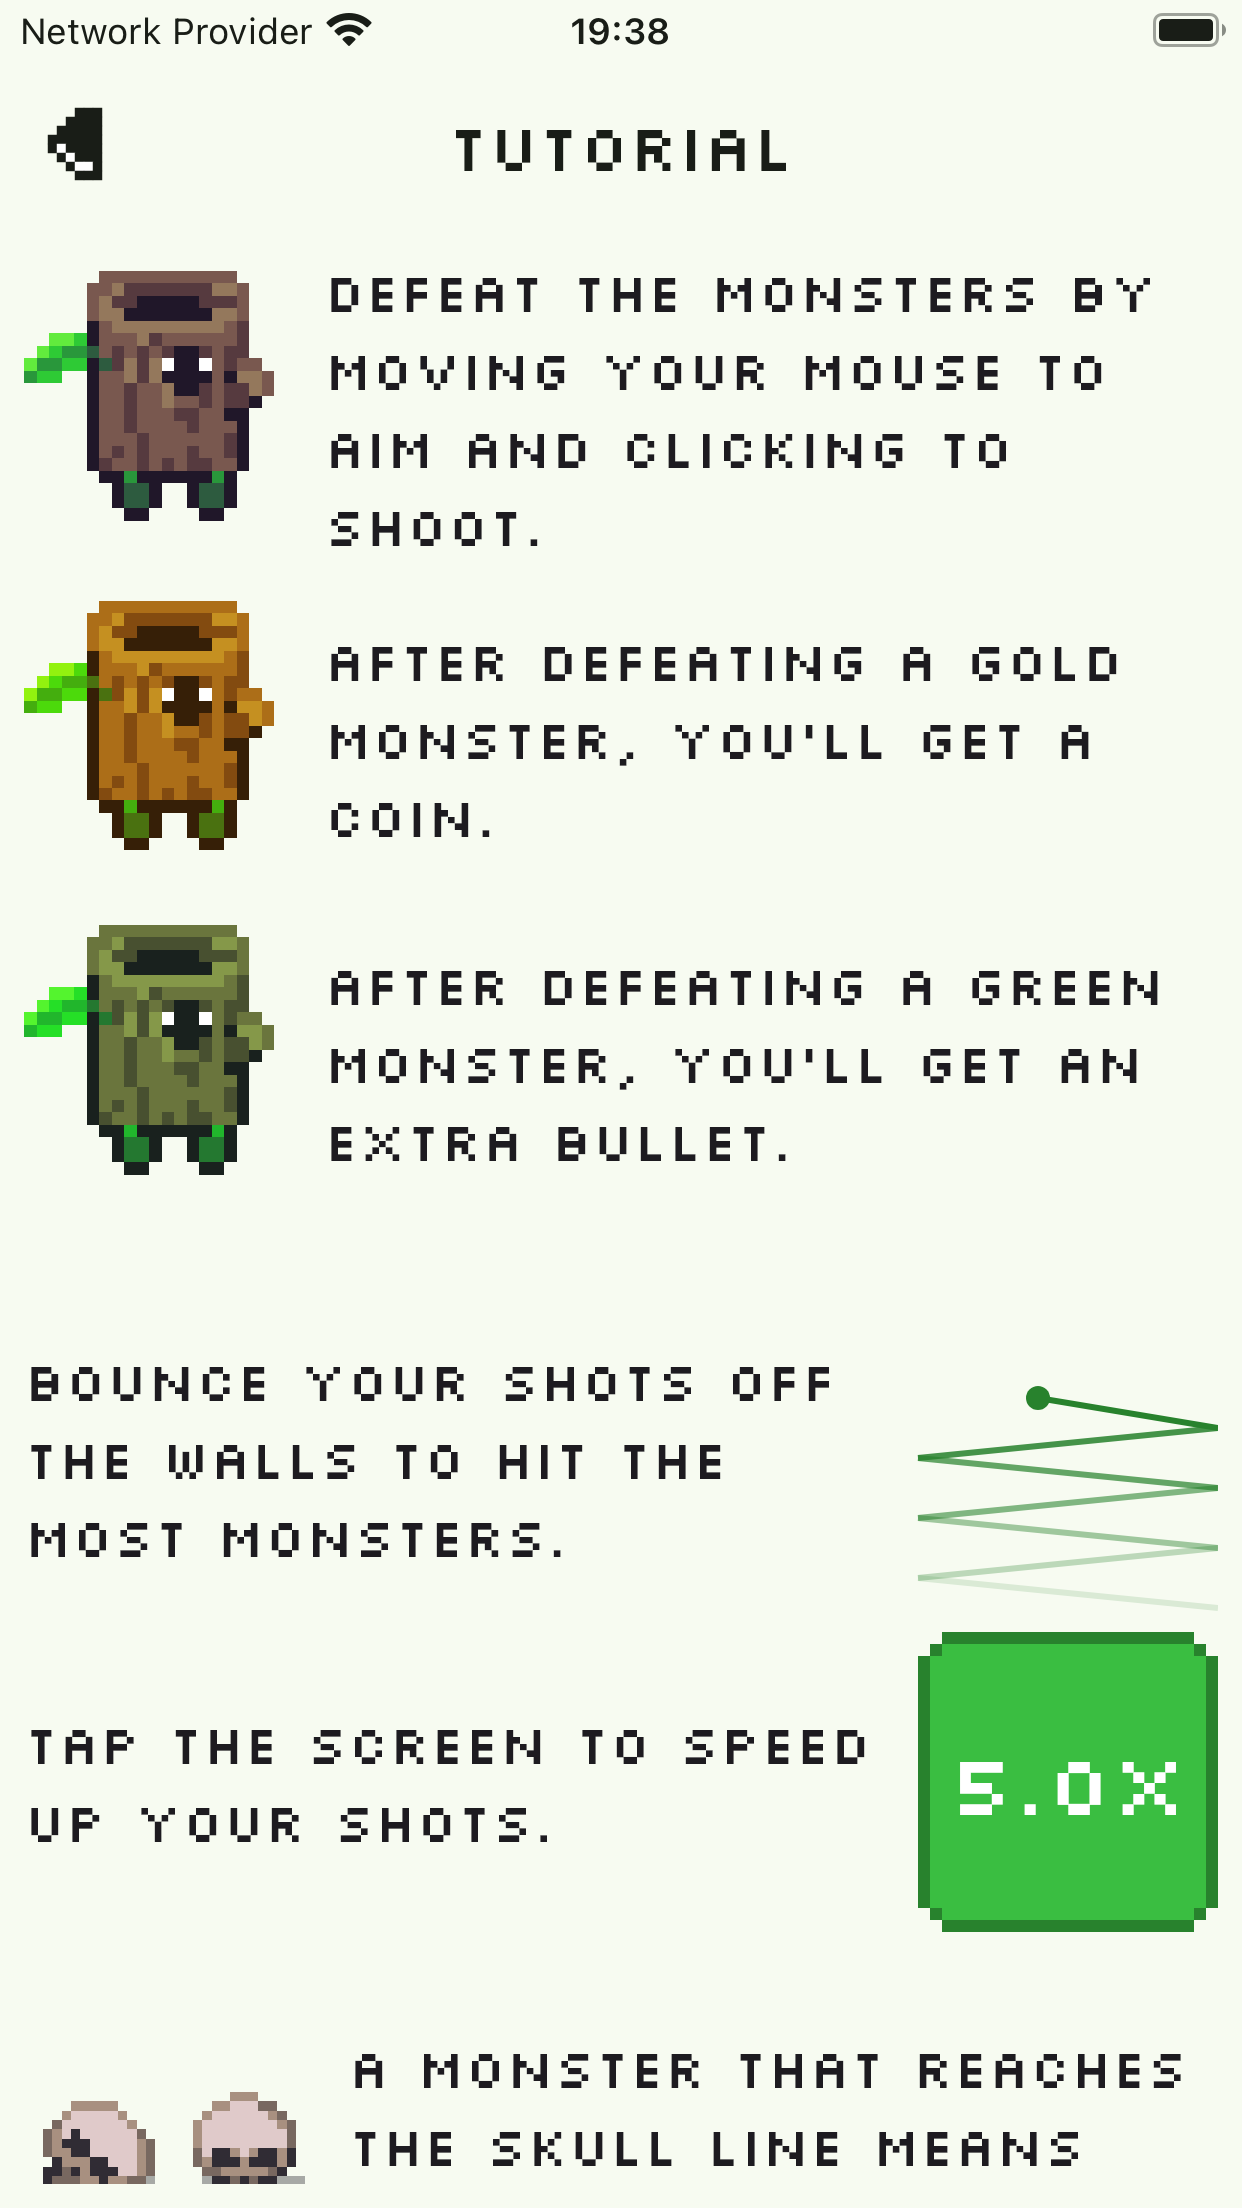 Network Provider 19:38
TUTORIAL
DEFEAT THE MONSTERS BY
MOVING YOUR MOUSE TO
AIM AND CLICKING TO
SHOOT.
AFTER DEFEATING A GOLD
MONSTER, YOU'LL GET A
COIN.
AFTER DEFEATING A GREEN
MONSTER, YOU'LL GET AN
EXTRA BULLET.
BOUNCE YOUR SHOTS OFF
THE WALLS TO HIT THE
MOST MONSTERS.
TAP THE SCREEN TO SPEED
UP YOUR SHOTS.
5.0X
A MONSTER THAT REACHES
THE SKULL LINE MEANS